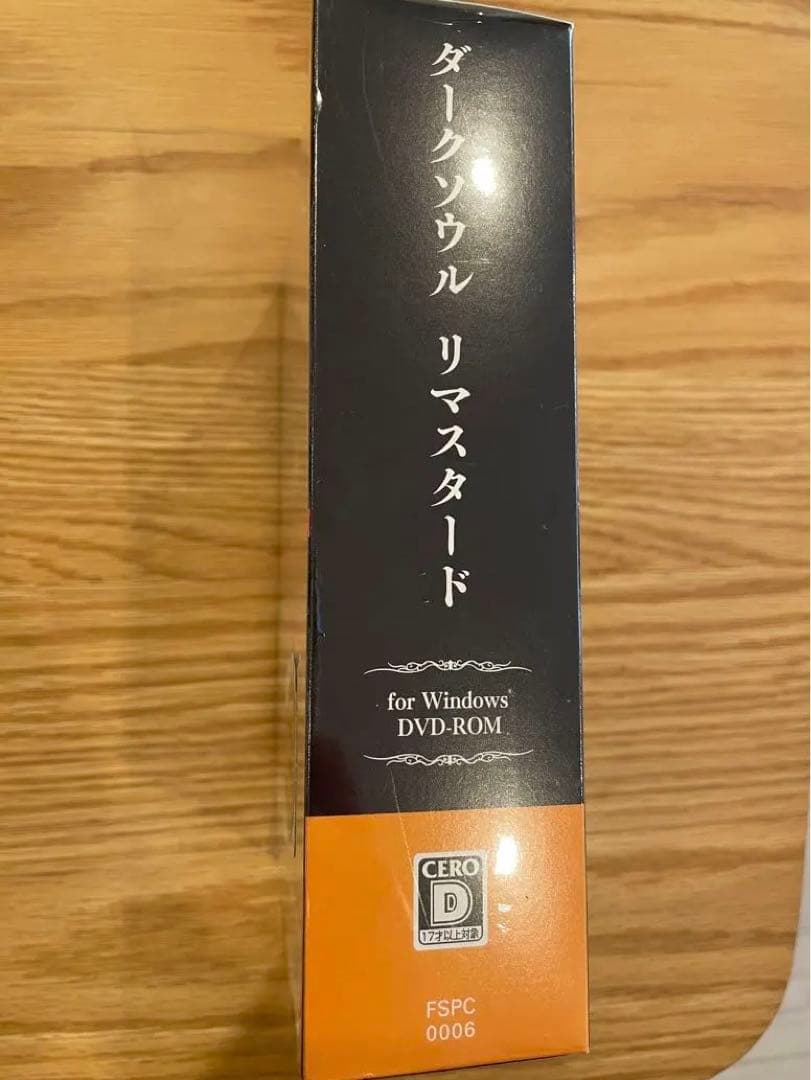 ダークソウル リマスタード
for Windows®
DVD-ROM
CERO
D
17才以上対象
FSPC
0006